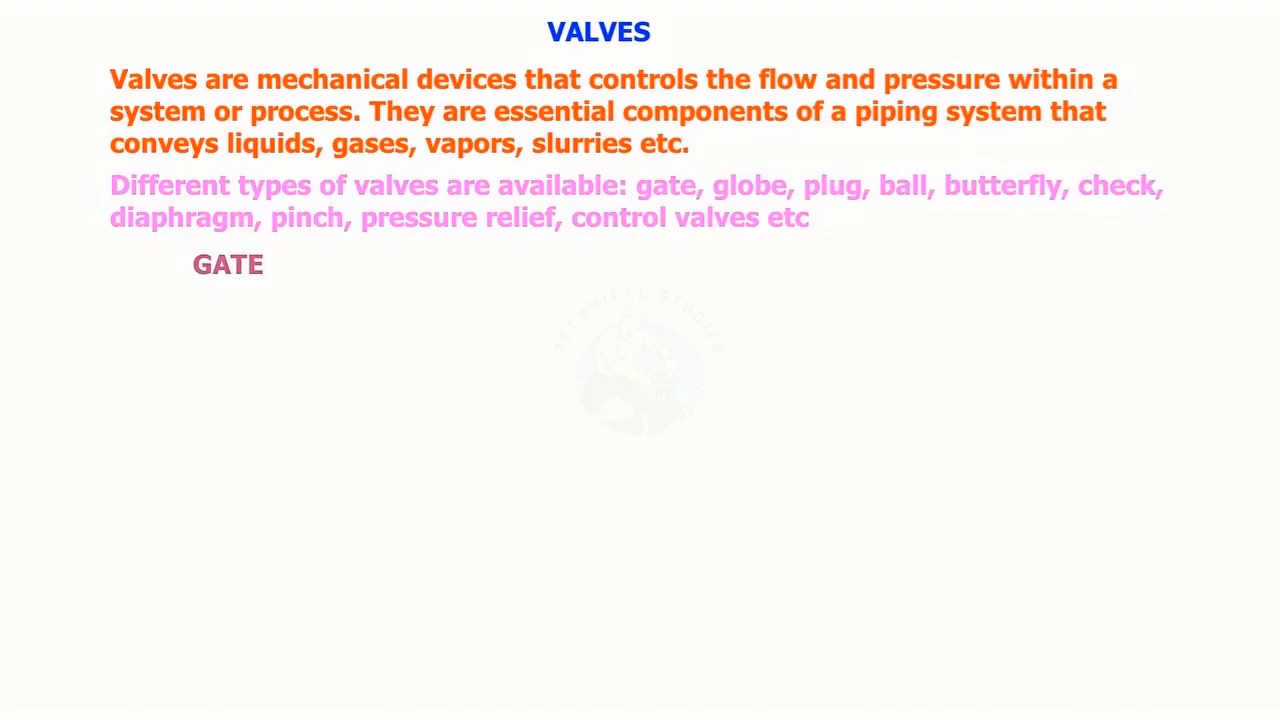 VALVES
Valves are mechanical devices that controls the flow and pressure within a
system or process. They are essential components of a piping system that
conveys liquids, gases, vapors, slurries etc.
Different types of valves are available: gate, globe, plug, ball, butterfly, check,
diaphragm, pinch, pressure relief, control valves etc
GATE
TECHNICAL STUDIES